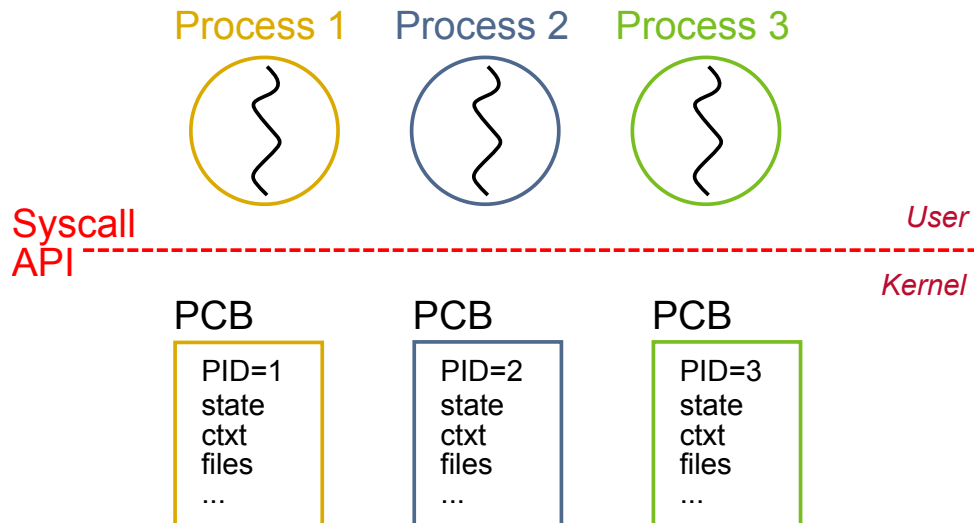 Process 1
Process 2
Process 3
User
Syscall
API
Kernel
PCB
PID=1
state
ctxt
files
...
PCB
PID=2
state
ctxt
files
...
PCB
PID=3
state
ctxt
files
...